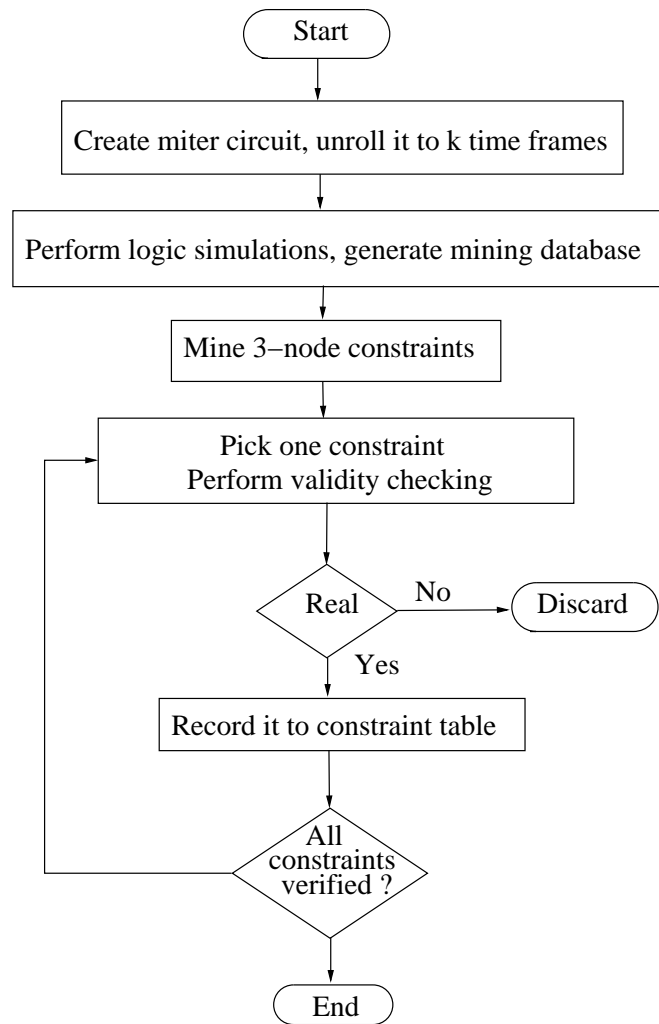 Start
Create miter circuit, unroll it to k time frames
Perform logic simulations, generate mining database
Mine 3−node constraints
Pick one constraint
Perform validity checking
Real
No
Discard
Yes
Record it to constraint table
All
constraints
verified ?
End